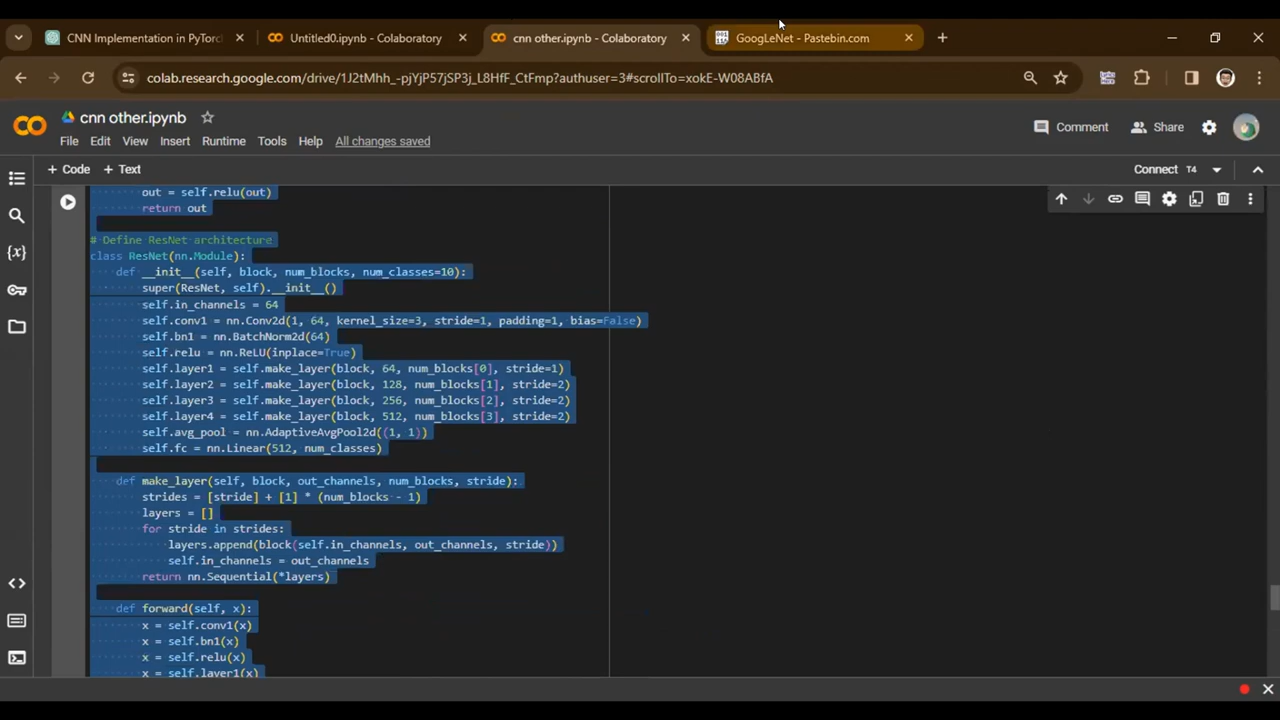 CNN Implementation in PyTorc
Untitled0.ipynb - Colaboratory
cnn other.ipynb - Colaboratory
GoogLeNet - Pastebin.com
colab.research.google.com/drive/1J2tMhh_-pjYjP57jSP3j_L8HfF_CtFmp?authuser=3#scrollTo=xokE-W08ABfA
cnn other.ipynb
Comment
Share
File
Edit
View
Insert
Runtime
Tools
Help
All changes saved
+ Code
+ Text
Connect
T4
out = self.relu(out)
return out
# Define ResNet architecture
class ResNet(nn.Module):
def __init__(self, block, num_blocks, num_classes=10):
super(ResNet, self).__init__()
self.in_channels = 64
self.conv1 = nn.Conv2d(1, 64, kernel_size=3, stride=1, padding=1, bias=False)
self.bn1 = nn.BatchNorm2d(64)
self.relu = nn.ReLU(inplace=True)
self.layer1 = self.make_layer(block, 64, num_blocks[0], stride=1)
self.layer2 = self.make_layer(block, 128, num_blocks[1], stride=2)
self.layer3 = self.make_layer(block, 256, num_blocks[2], stride=2)
self.layer4 = self.make_layer(block, 512, num_blocks[3], stride=2)
self.avg_pool = nn.AdaptiveAvgPool2d((1, 1))
self.fc = nn.Linear(512, num_classes)
def make_layer(self, block, out_channels, num_blocks, stride):
strides = [stride] + [1] * (num_blocks - 1)
layers = []
for stride in strides:
layers.append(block(self.in_channels, out_channels, stride))
self.in_channels = out_channels
return nn.Sequential(*layers)
def forward(self, x):
x = self.conv1(x)
x = self.bn1(x)
x = self.relu(x)
x = self.layer1(x)